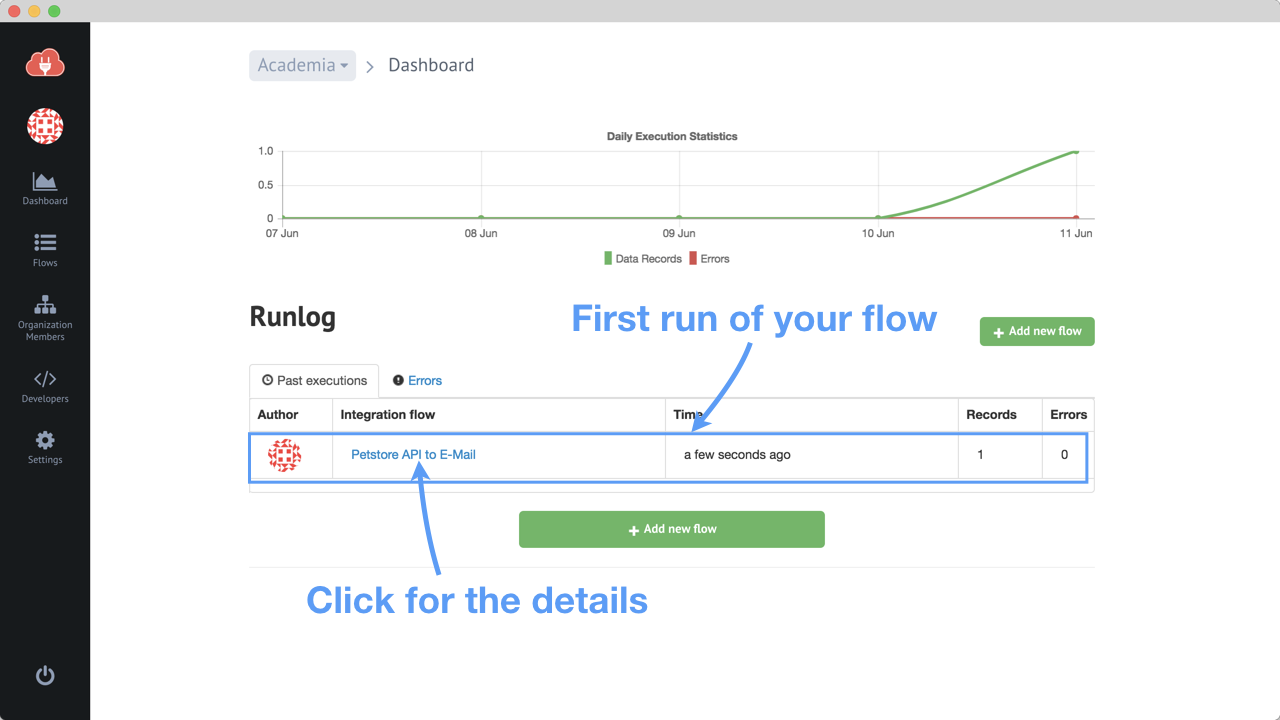 Academia
Dashboard
Daily Execution Statistics
1.0
0.5
0
07 Jun 08 Jun 09 Jun 10 Jun 11 Jun
Data Records Errors
Dashboard
Flows
Organization
Members
Developers
Settings
Runlog
First run of your flow
Add new flow
Past executions Errors
Author Integration flow Time Records Errors
Petstore API to E-Mail a few seconds ago 1 0
Add new flow
Click for the details